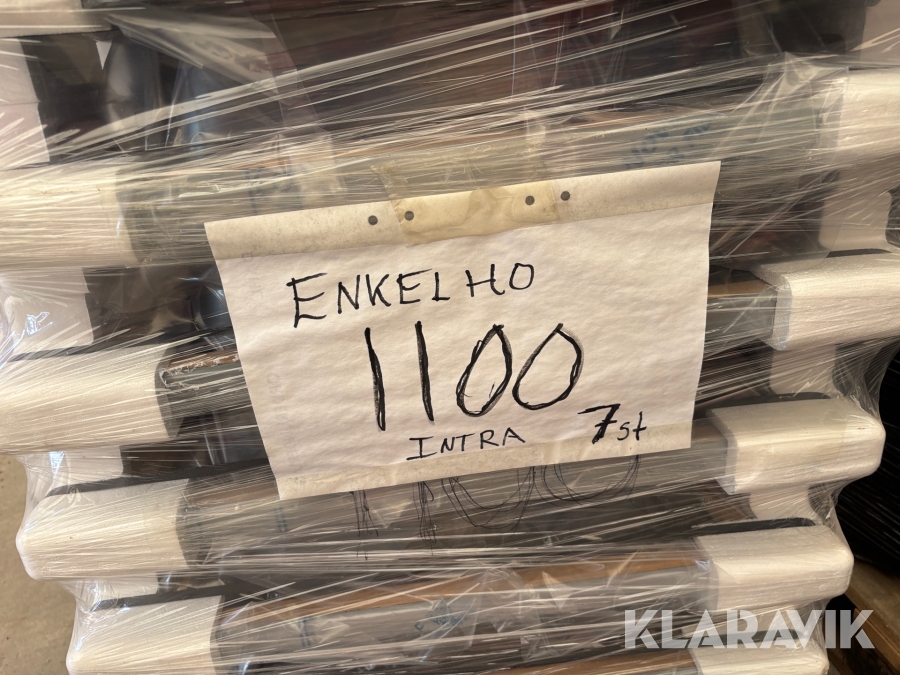 ENKELHO
1100
INTRA 7st
KLARAVIK